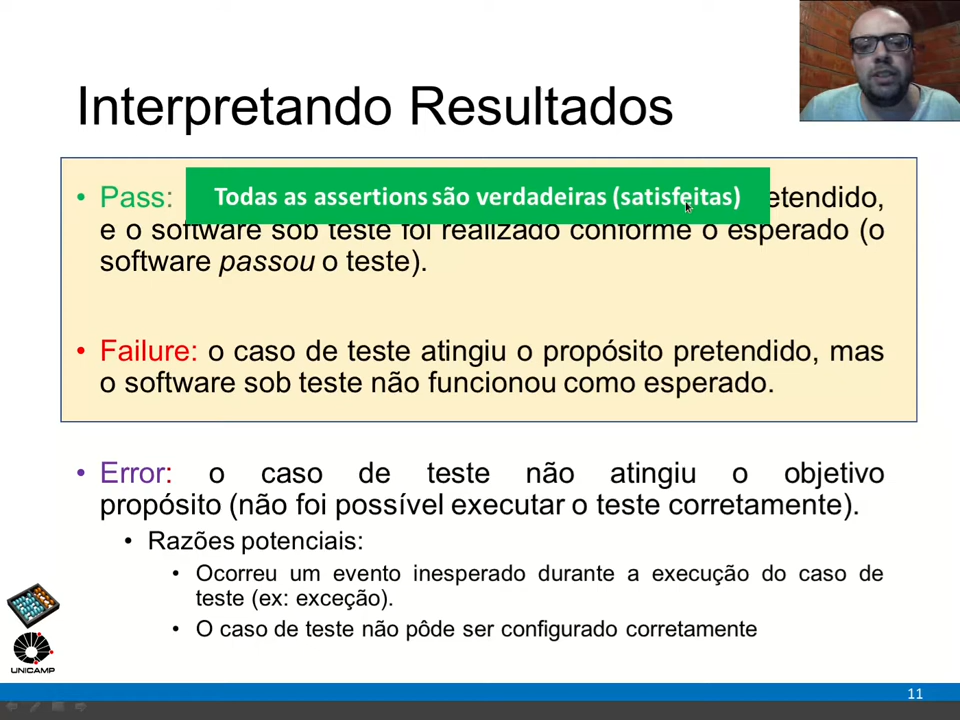 Interpretando Resultados
• Pass:
Todas as assertions são verdadeiras (satisfeitas)
etendido,
e o software sob teste foi realizado conforme o esperado (o
software passou o teste).
• Failure: o caso de teste atingiu o propósito pretendido, mas
o software sob teste não funcionou como esperado.
• Error: o caso de teste não atingiu o objetivo
propósito (não foi possível executar o teste corretamente).
• Razões potenciais:
• Ocorreu um evento inesperado durante a execução do caso de
teste (ex: exceção).
• O caso de teste não pôde ser configurado corretamente
UNICAMP
11